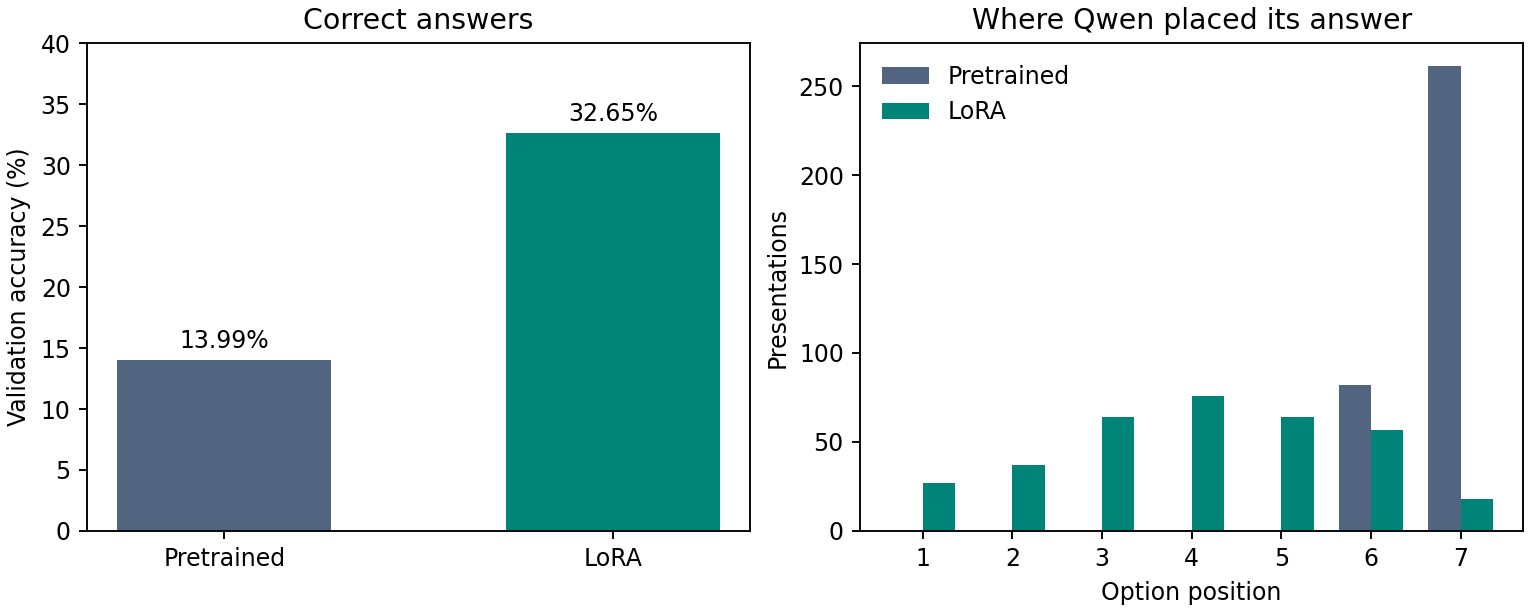 Correct answers
Validation accuracy (%)
40
35
30
25
20
15
10
5
0
13.99%
32.65%
Pretrained
LoRA
Where Qwen placed its answer
Pretrained
LoRA
Presentations
250
200
150
100
50
0
1 2 3 4 5 6 7
Option position